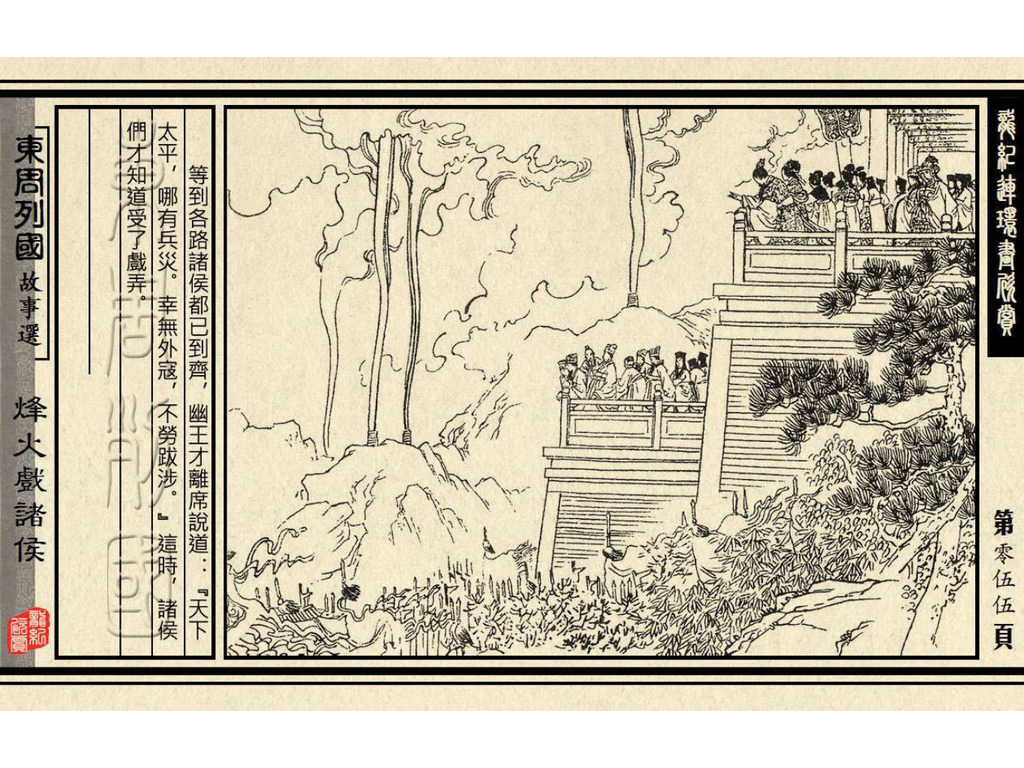 龍紀連環畫欣賞
第零伍伍頁
等到各路諸侯都已到齊，幽王才離席說道：『天下
太平，哪有兵災。幸無外寇，不勞跋涉。』這時，諸侯
們才知道受了戲弄。
東周列國故事選
烽火戲諸侯